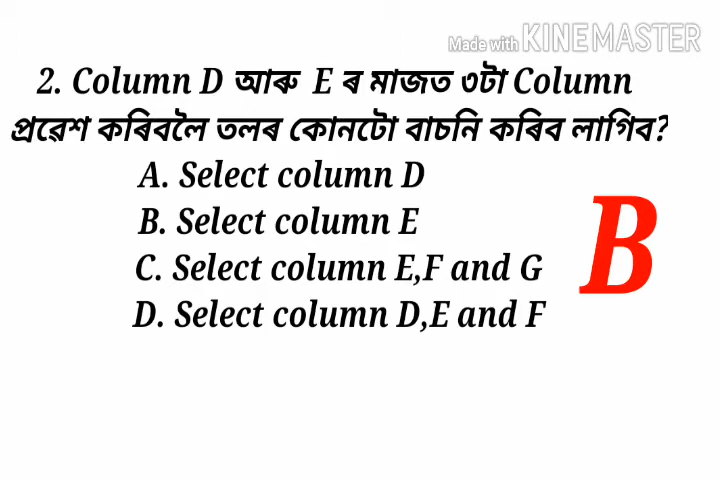 Made with KINEMASTER
2. Column D আৰু E ৰ মাজত ৩টা Column
প্ৰৱেশ কৰিবলৈ তলৰ কোনটো বাচনি কৰিব লাগিব?
A. Select column D
B. Select column E
C. Select column E,F and G
D. Select column D,E and F
B